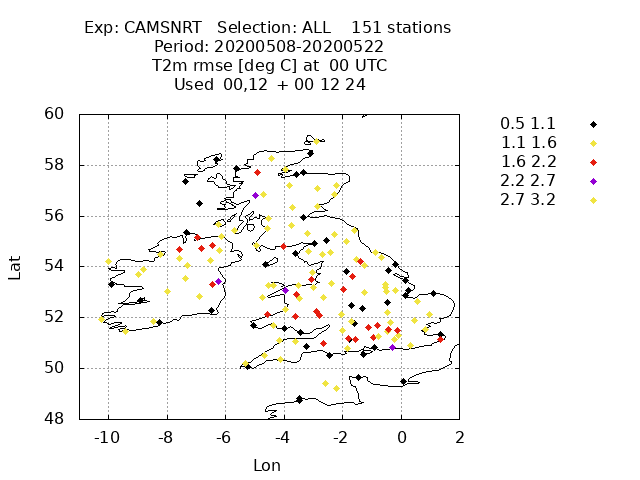 Exp: CAMSNRT Selection: ALL 151 stations
Period: 20200508-20200522
T2m rmse [deg C] at 00 UTC
Used 00,12 + 00 12 24
60
58
56
54
52
50
48
Lat
-10 -8 -6 -4 -2 0 2
Lon
0.5 1.1
1.1 1.6
1.6 2.2
2.2 2.7
2.7 3.2